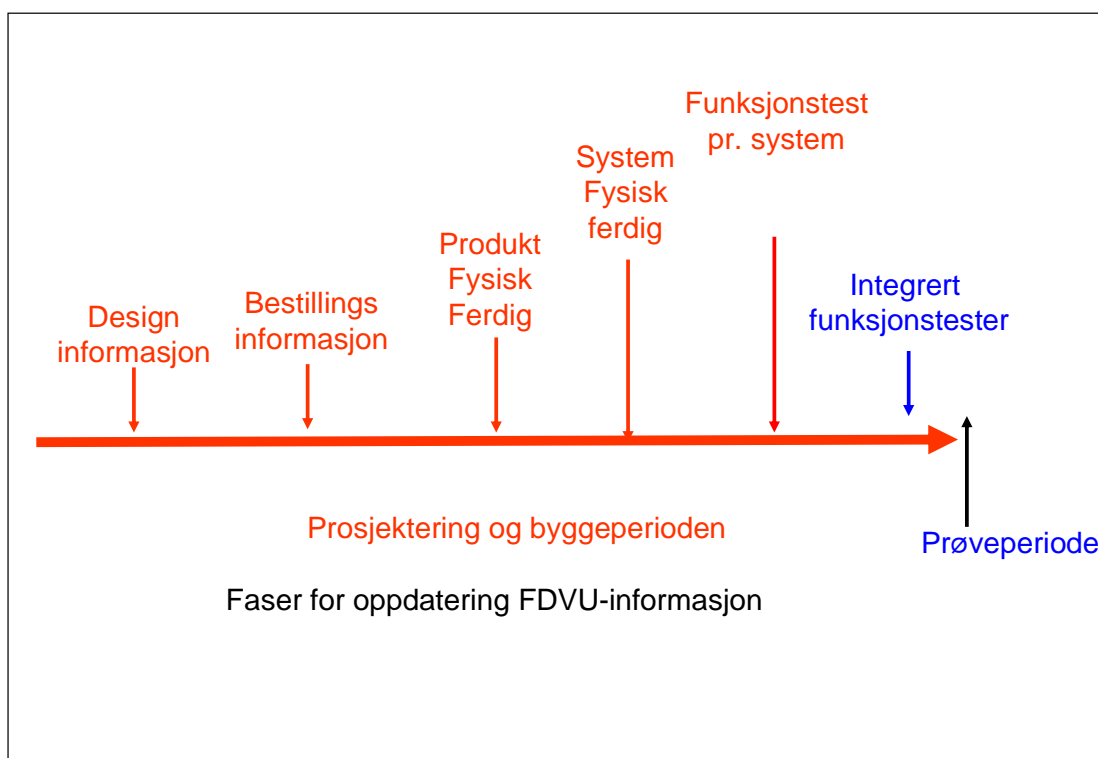 Design
informasjon
Bestillings
informasjon
Produkt
Fysisk
Ferdig
System
Fysisk
ferdig
Funksjonstest
pr. system
Integrert
funksjonstester
Prosjektering og byggeperioden
Prøveperiode
Faser for oppdatering FDVU-informasjon